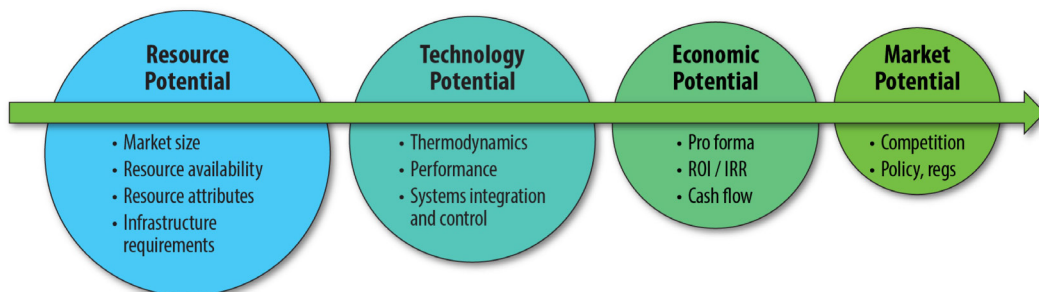 Resource
Potential
• Market size
• Resource availability
• Resource attributes
• Infrastructure
requirements
Technology
Potential
• Thermodynamics
• Performance
• Systems integration
and control
Economic
Potential
• Pro forma
• ROI / IRR
• Cash flow
Market
Potential
• Competition
• Policy, regs